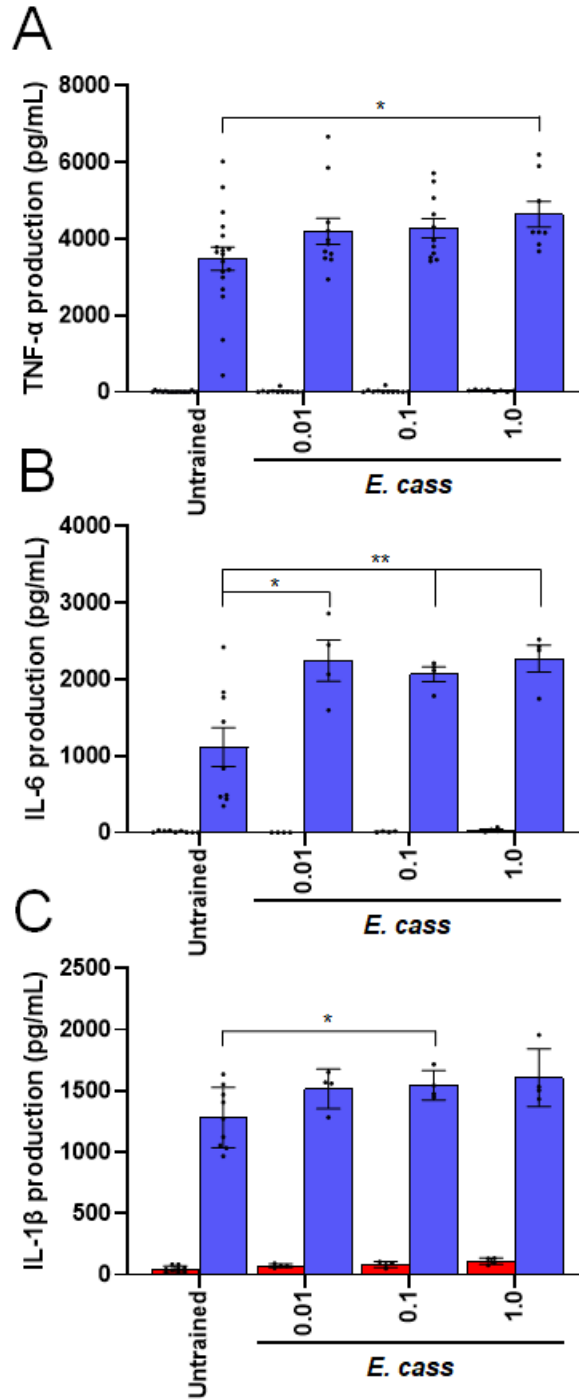 A
TNF-α production (pg/mL)
8000
6000
4000
2000
0
*
Untrained
0.01
0.1
1.0
E. cass
B
IL-6 production (pg/mL)
4000
3000
2000
1000
0
*
**
Untrained
0.01
0.1
1.0
E. cass
C
IL-1β production (pg/mL)
2500
2000
1500
1000
500
0
*
Untrained
0.01
0.1
1.0
E. cass